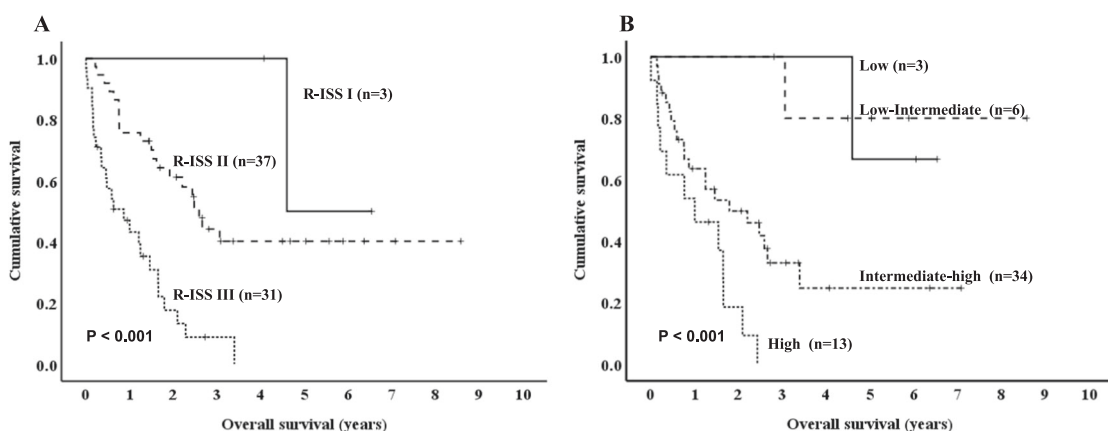 A
1.0
0.8
0.6
0.4
0.2
0.0
Cumulative survival
R-ISS I (n=3)
R-ISS II (n=37)
R-ISS III (n=31)
P < 0.001
0 1 2 3 4 5 6 7 8 9 10
Overall survival (years)
B
1.0
0.8
0.6
0.4
0.2
0.0
Cumulative survival
Low (n=3)
Low-Intermediate (n=6)
Intermediate-high (n=34)
High (n=13)
P < 0.001
0 1 2 3 4 5 6 7 8 9 10
Overall survival (years)